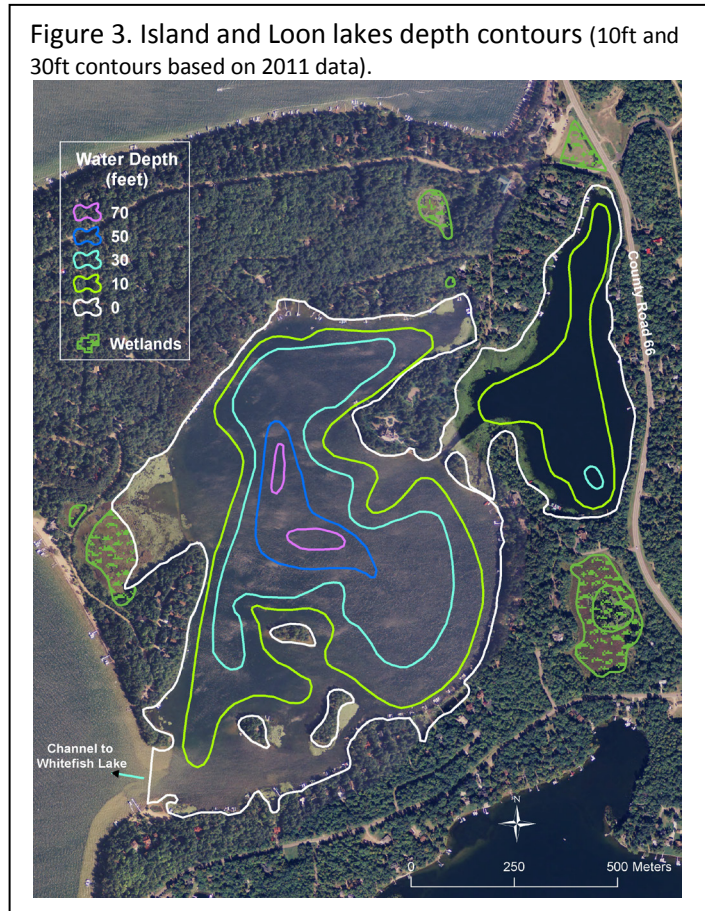 Figure 3. Island and Loon lakes depth contours (10ft and
30ft contours based on 2011 data).
Water Depth
(feet)
70
50
30
10
0
Wetlands
County Road 66
Channel to
Whitefish Lake
N
0 250 500 Meters